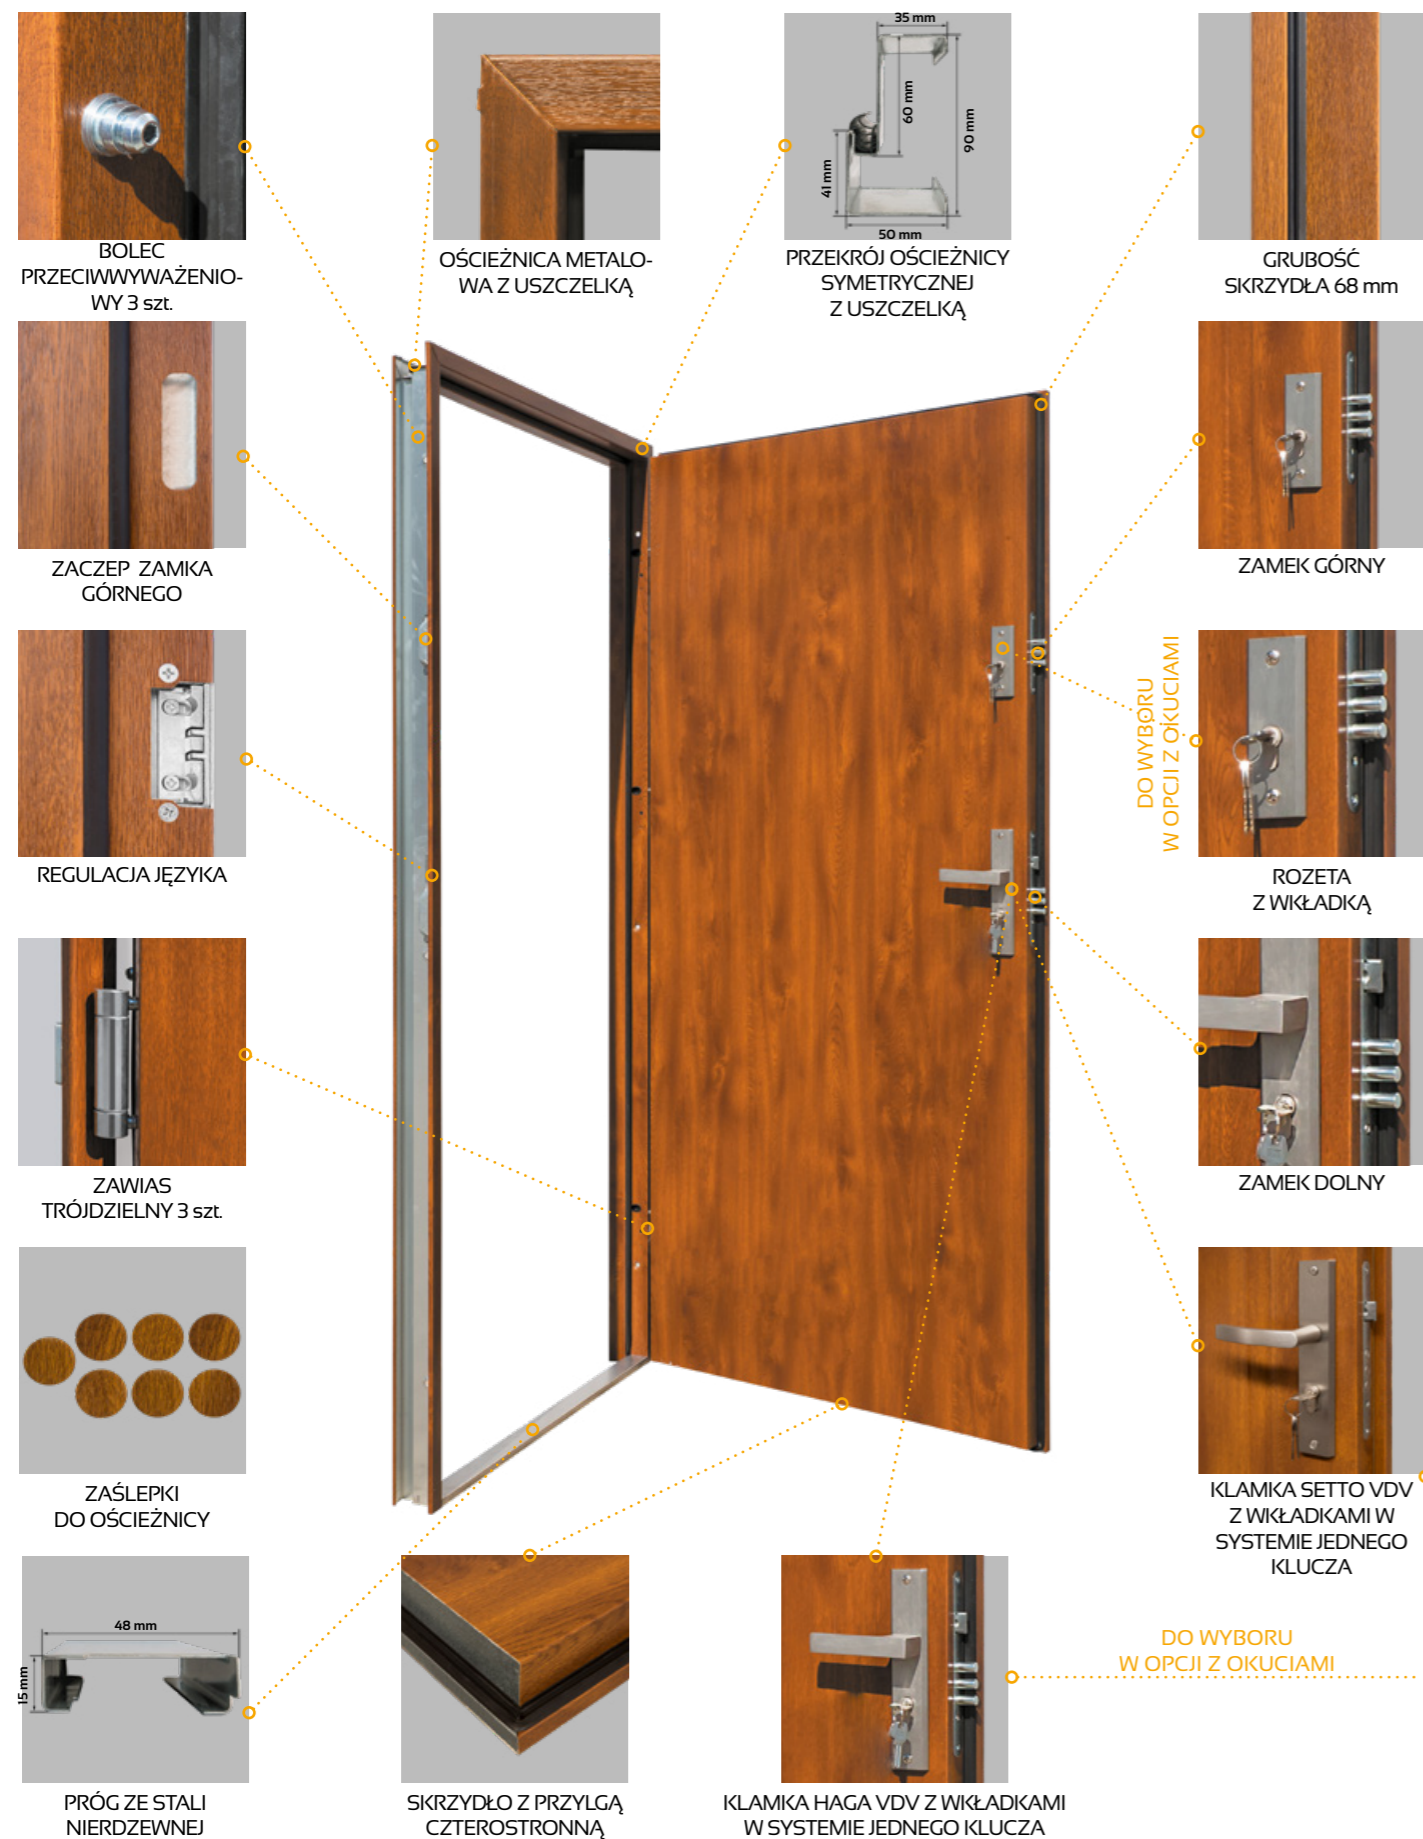 35 mm
60 mm
90 mm
41 mm
50 mm
BOLEC
PRZECIWWYWAŻENIO-
WY 3 szt.
OŚCIEŻNICA METALO-
WA Z USZCZELKĄ
PRZEKRÓJ OŚCIEŻNICY
SYMETRYCZNEJ
Z USZCZELKĄ
GRUBOŚĆ
SKRZYDŁA 68 mm
ZACZEP ZAMKA
GÓRNEGO
ZAMEK GÓRNY
REGULACJA JĘZYKA
DO WYBORU
W OPCJI Z OKUCIAMI
ROZETA
Z WKŁADKĄ
ZAWIAS
TRÓJDZIELNY 3 szt.
ZAMEK DOLNY
ZAŚLEPKI
DO OŚCIEŻNICY
KLAMKA SETTO VDV
Z WKŁADKAMI W
SYSTEMIE JEDNEGO
KLUCZA
48 mm
15 mm
PRÓG ZE STALI
NIERDZEWNEJ
SKRZYDŁO Z PRZYLGĄ
CZTEROSTRONNĄ
KLAMKA HAGA VDV Z WKŁADKAMI
W SYSTEMIE JEDNEGO KLUCZA
DO WYBORU
W OPCJI Z OKUCIAMI